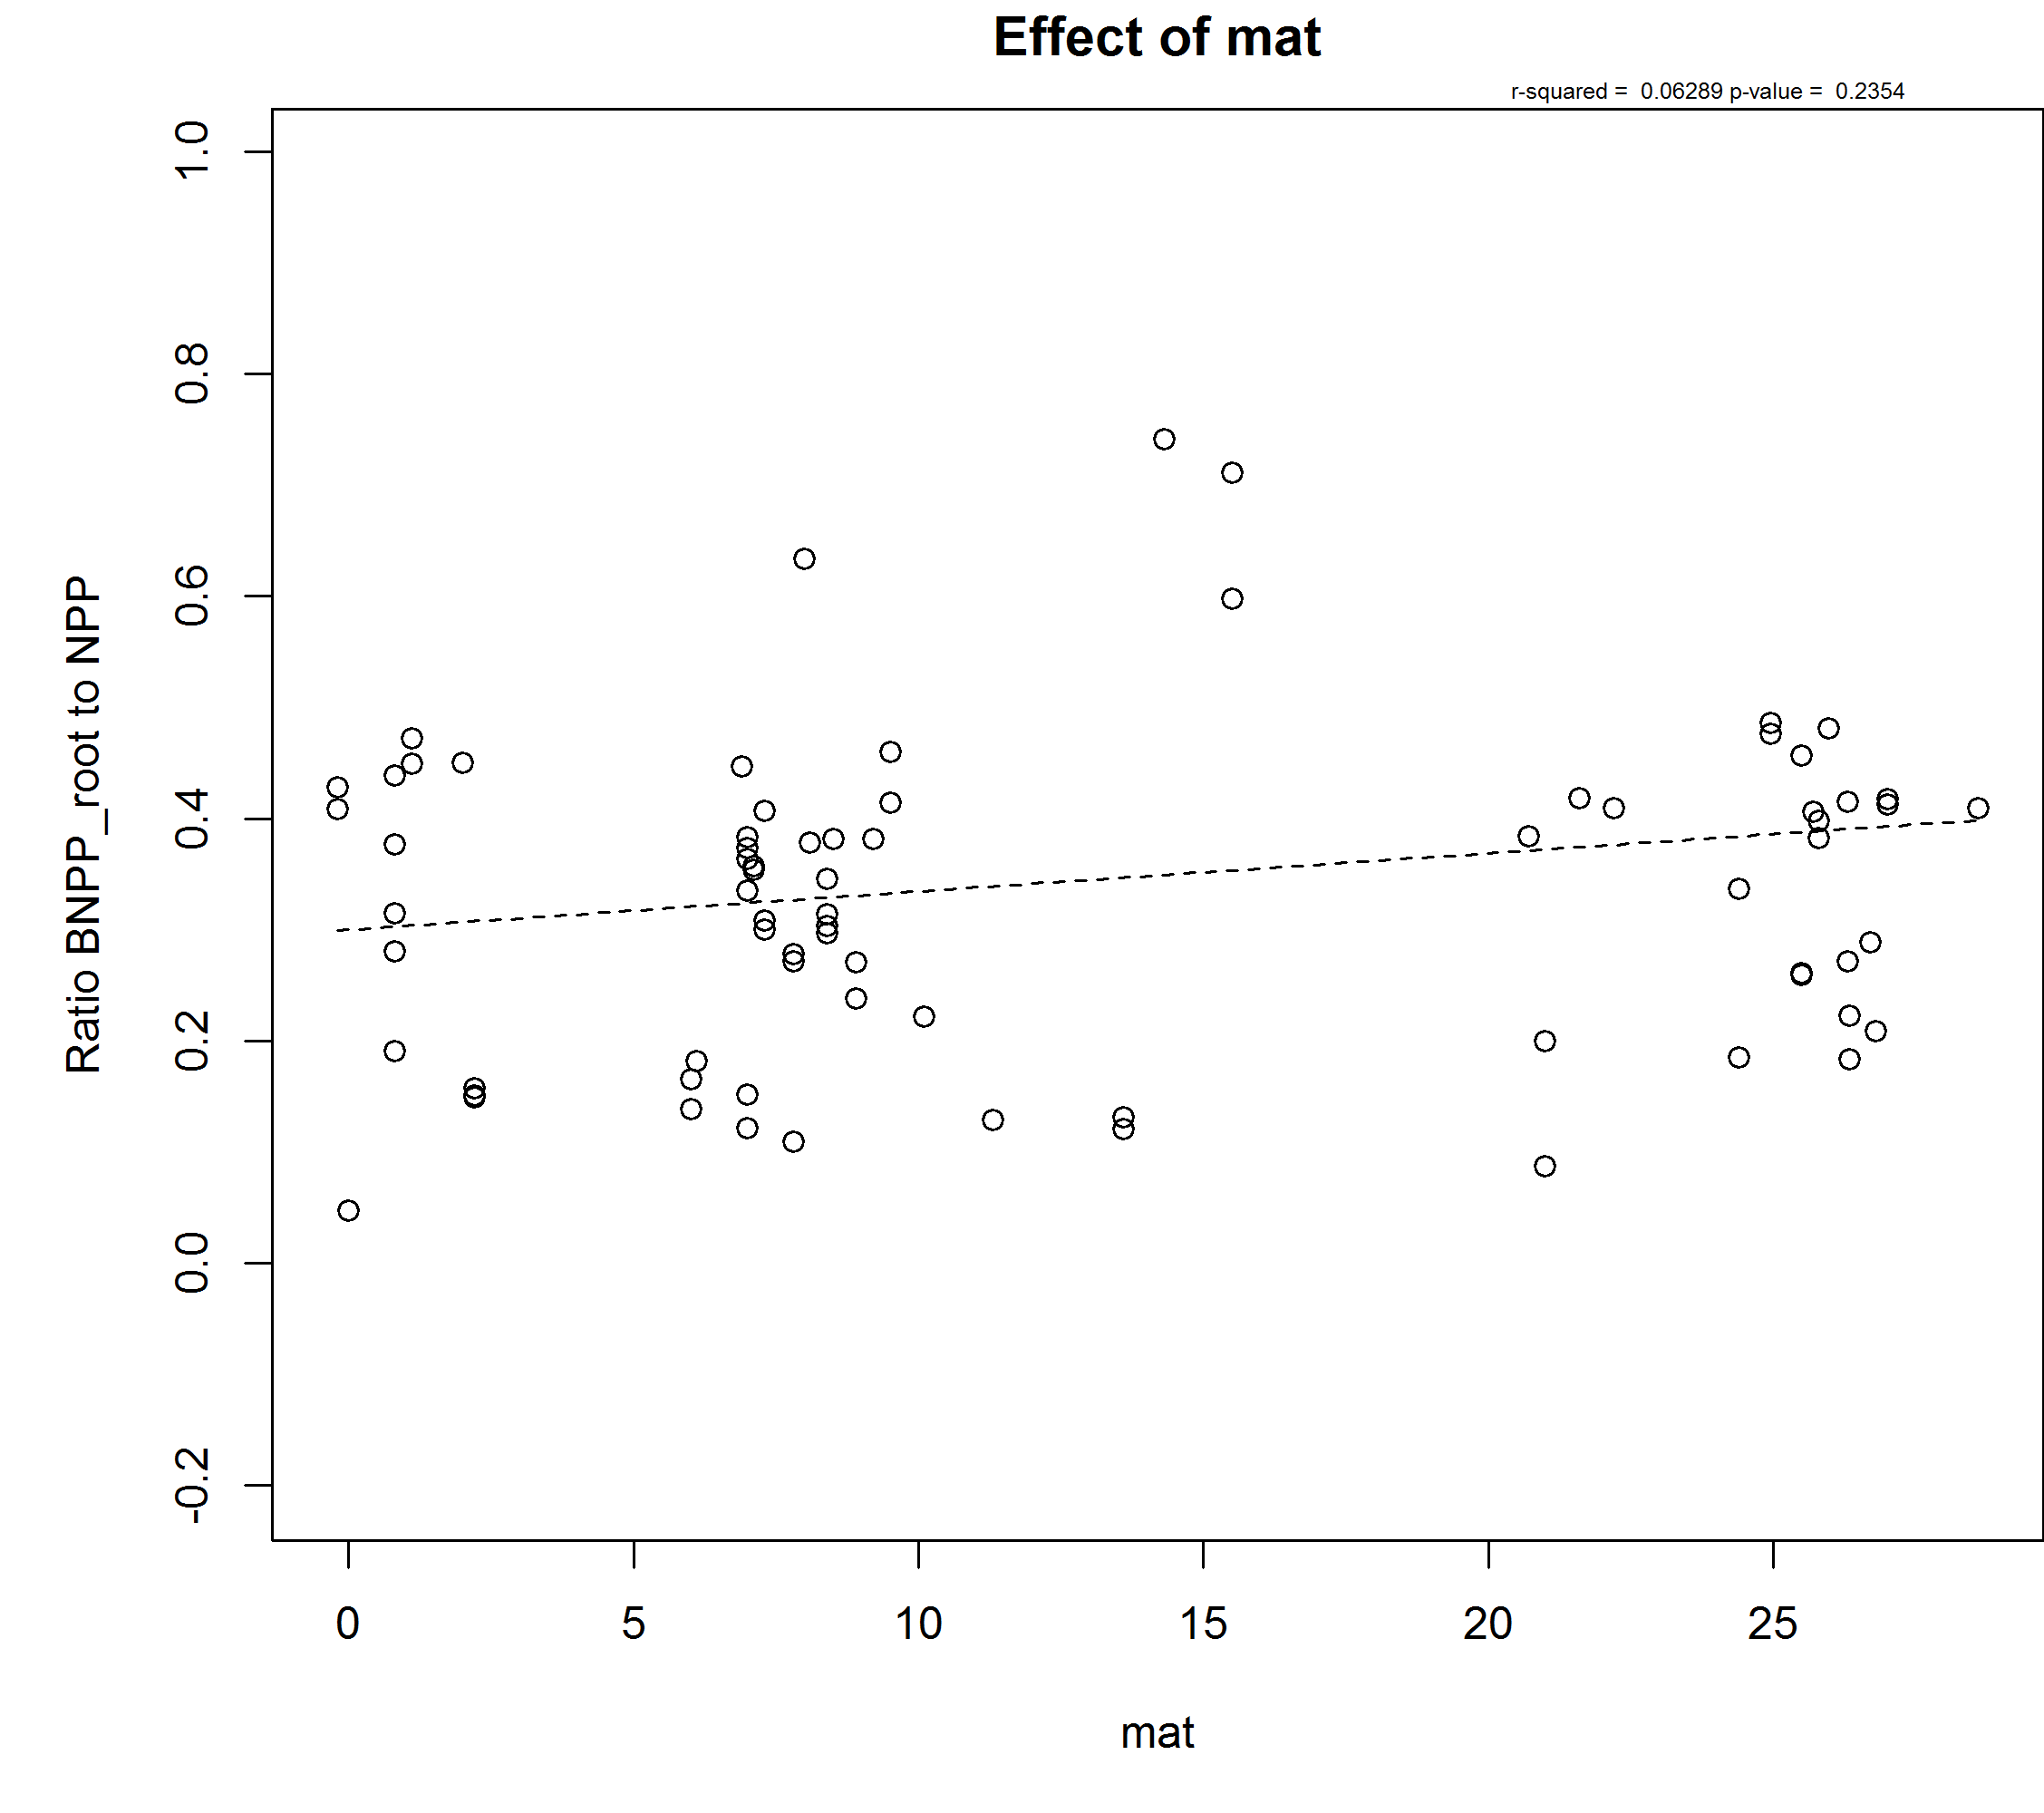 Effect of mat
r-squared =  0.06289 p-value =  0.2354
Ratio BNPP_root to NPP
1.0
0.8
0.6
0.4
0.2
0.0
-0.2
0 5 10 15 20 25
mat